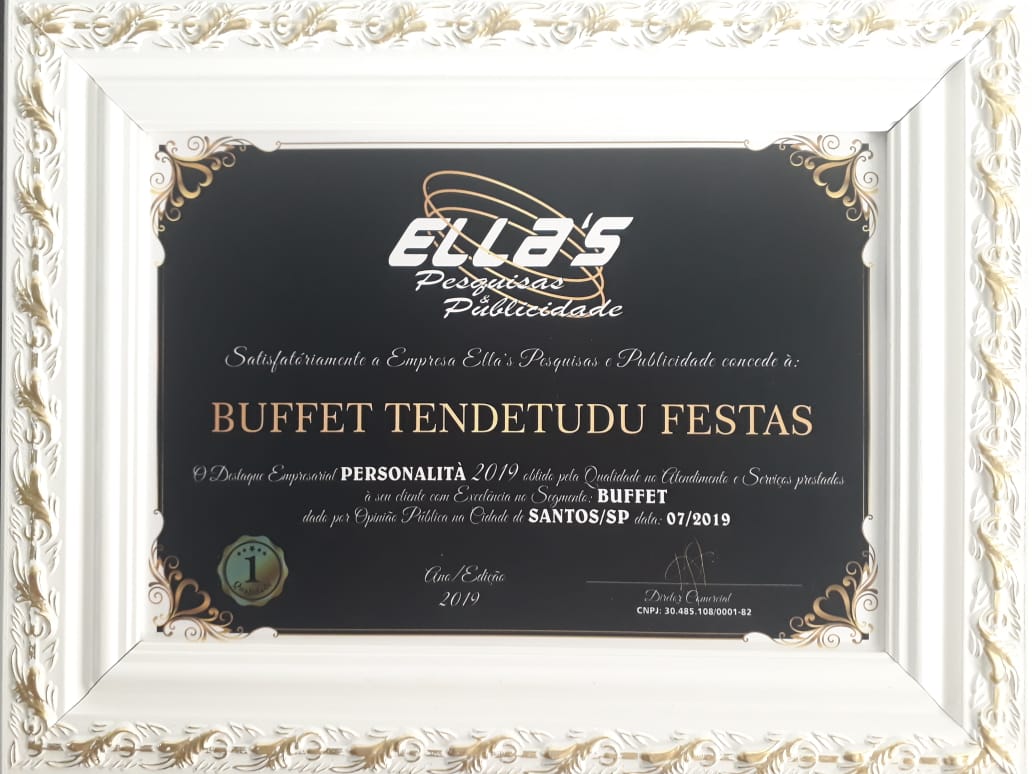 ELLA'S
Pesquisas
&
Publicidade
Satisfatóriamente a Empresa Ella's Pesquisas e Publicidade concede à:
BUFFET TENDETUDU FESTAS
O Destaque Empresarial PERSONALITÀ 2019 obtido pela Qualidade no Atendimento e Serviços prestados
à seu cliente com Excelência no Segmento: BUFFET
dado por Opinião Pública na Cidade de SANTOS/SP data: 07/2019
1
Ano/Edição
2019
Diretor Comercial
CNPJ: 30.485.108/0001-82